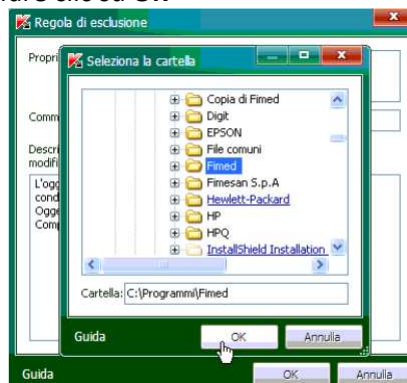 Regola di esclusione
Propri
Seleziona la cartella
Comm
Descri
modifi
L'ogg
cond
Ogge
Comp
Copia di Fimed
Digit
EPSON
File comuni
Fimed
Fimesan S.p.A
Hewlett-Packard
HP
HPQ
InstallShield Installation
Cartella: C:\Programmi\Fimed
Guida OK Annulla
Guida OK Annulla